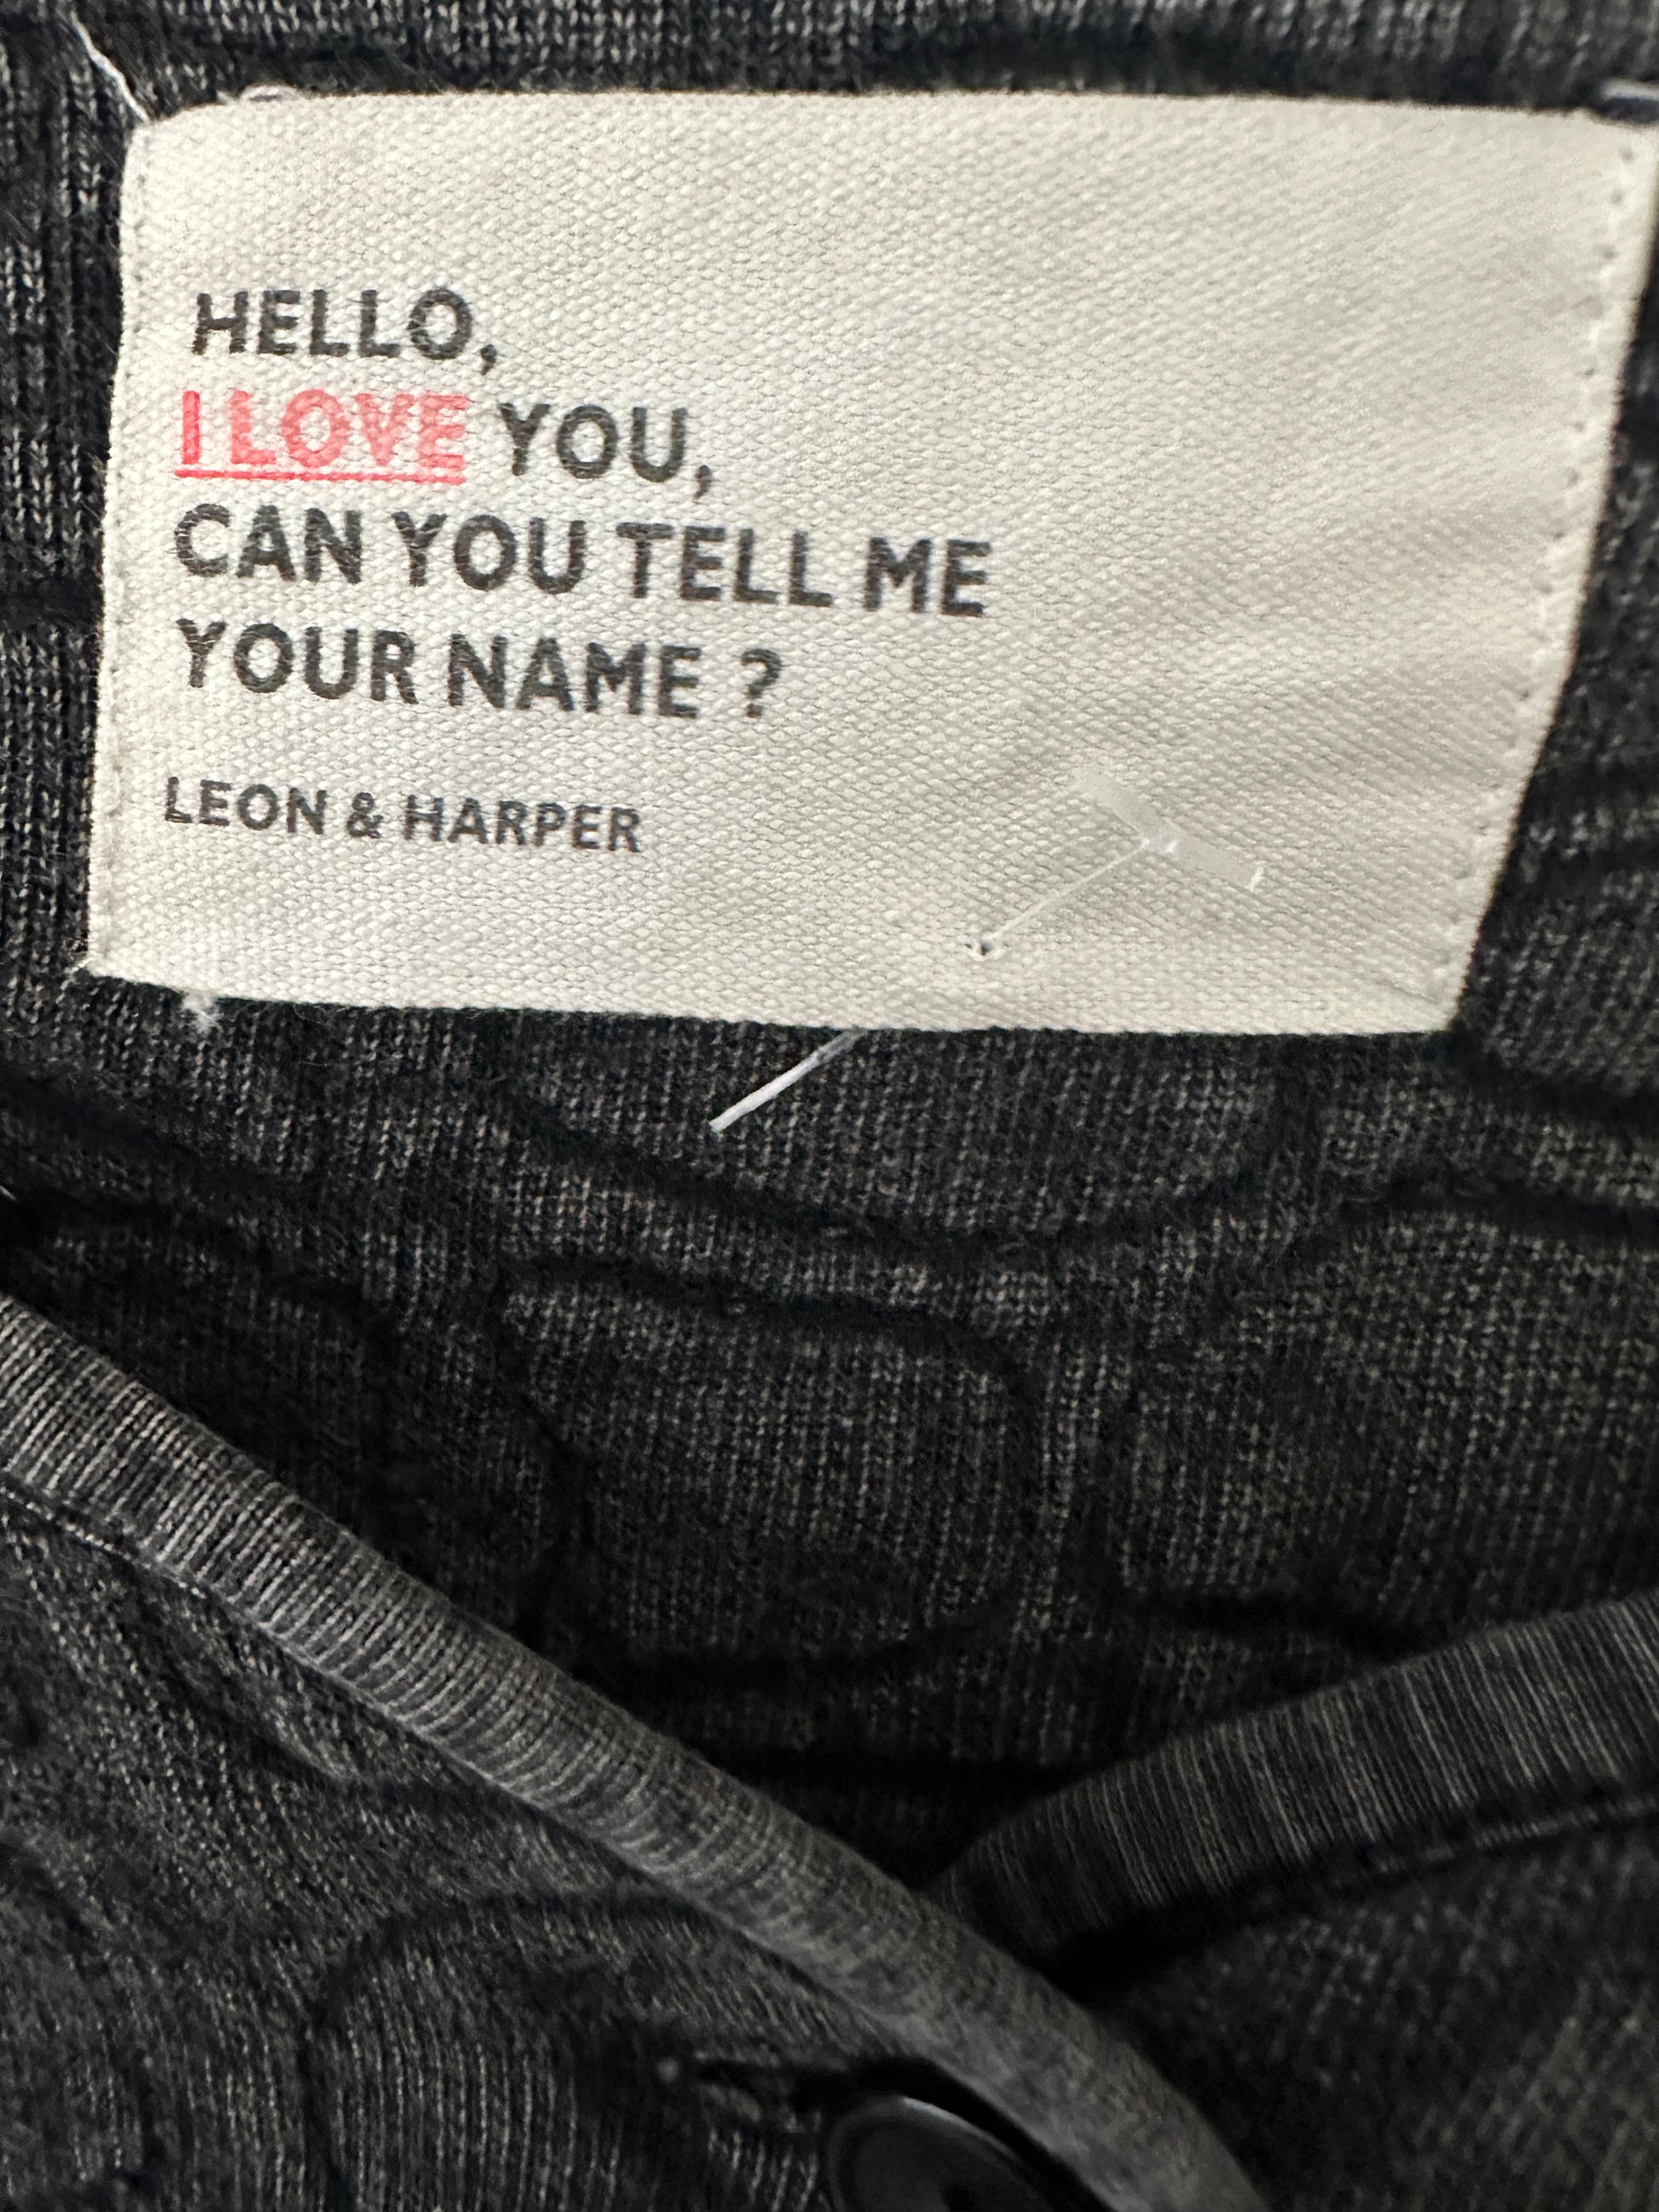 HELLO,
I LOVE YOU,
CAN YOU TELL ME
YOUR NAME ?
LEON & HARPER